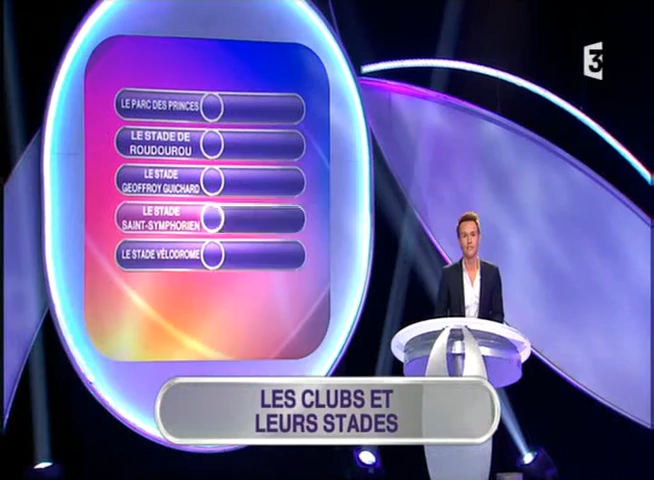 3
LE PARC DES PRINCES
LE STADE DE
ROUDOUROU
LE STADE
GEOFFROY GUICHARD
LE STADE
SAINT-SYMPHORIEN
LE STADE VÉLODROME
LES CLUBS ET
LEURS STADES